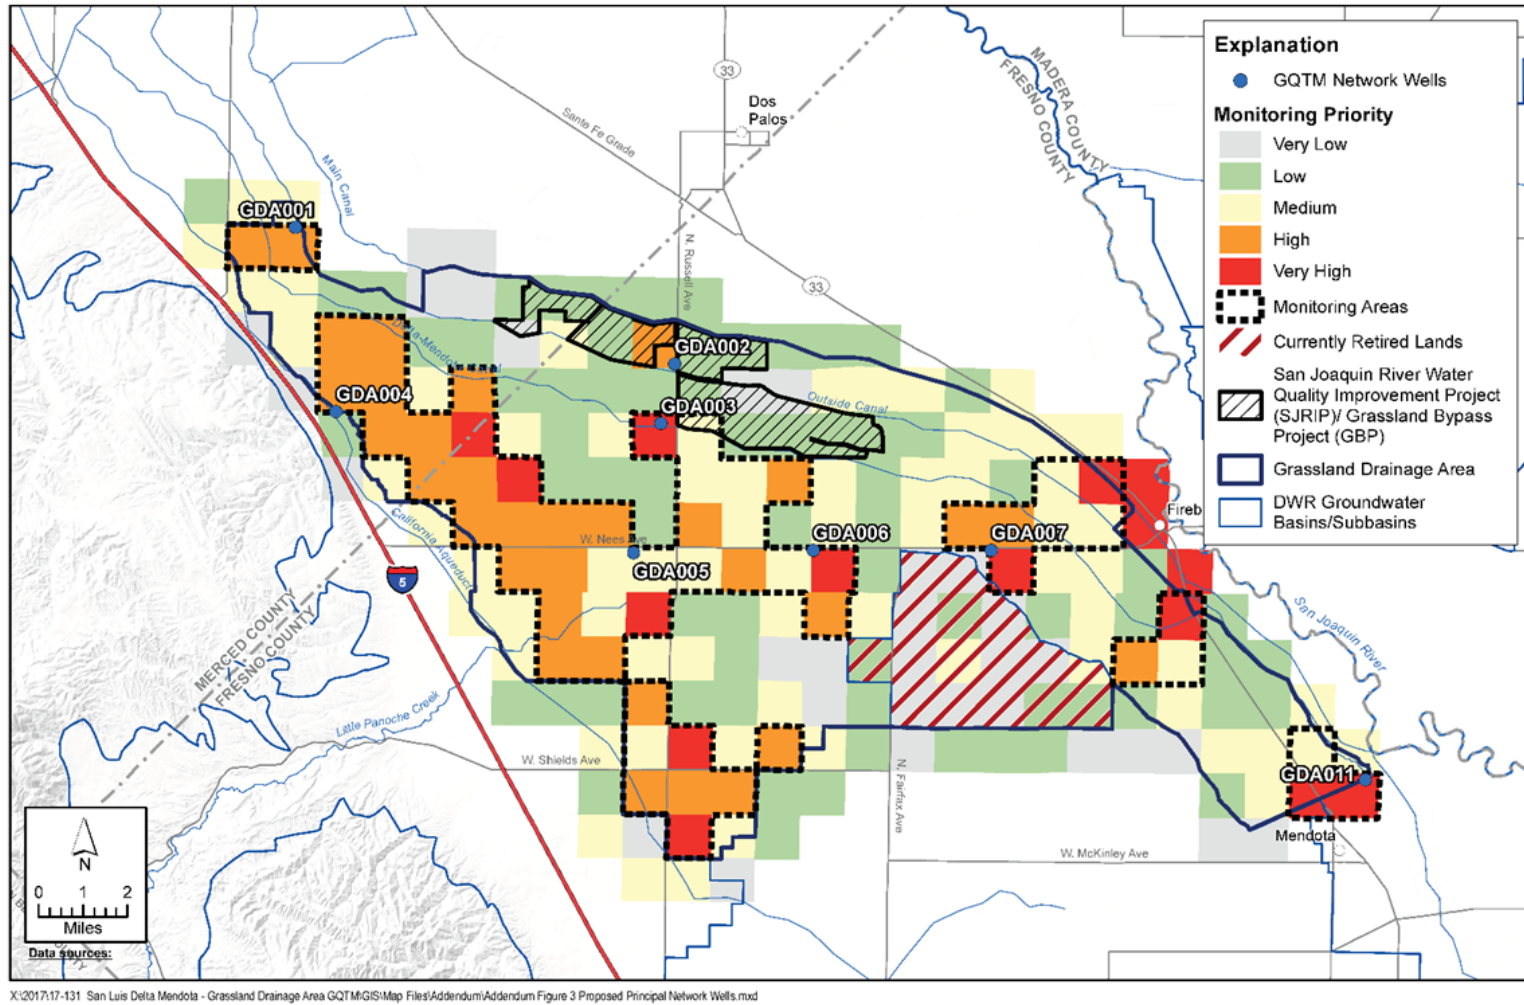 33
Dos
Palos
Sante Fe Grade
Main Canal
MADERA COUNTY
FRESNO COUNTY
GDA001
N. Russell Ave
33
Delta-Mendota Canal
GDA002
GDA004
GDA003
Outside Canal
GDA006
GDA007
Fireb
W. Nees Ave
GDA005
California Aqueduct
5
MERCED COUNTY
FRESNO COUNTY
San Joaquin River
Little Panoche Creek
W. Shields Ave
N. Fairfax Ave
GDA011
Mendota
W. McKinley Ave
Explanation
GQTM Network Wells
Monitoring Priority
Very Low
Low
Medium
High
Very High
Monitoring Areas
Currently Retired Lands
San Joaquin River Water
Quality Improvement Project
(SJRIP)/ Grassland Bypass
Project (GBP)
Grassland Drainage Area
DWR Groundwater
Basins/Subbasins
N
0 1 2
Miles
Data sources:
X:\2017\17-131 San Luis Delta Mendota - Grassland Drainage Area GQTM\GIS\Map Files\Addendum\Addendum Figure 3 Proposed Principal Network Wells.mxd